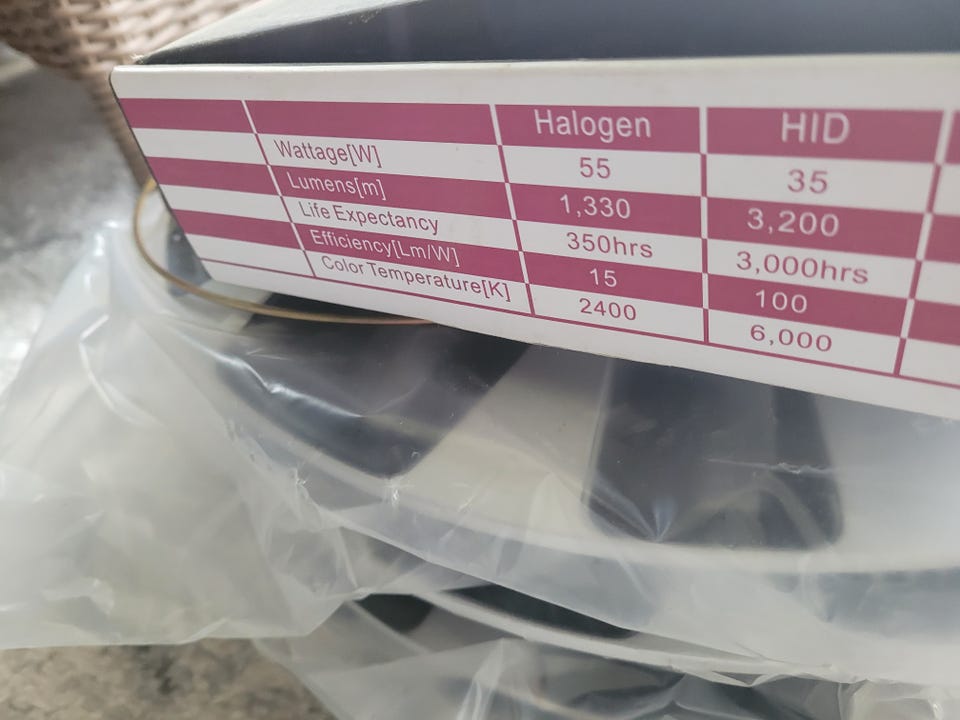 Halogen HID
Wattage[W] 55 35
Lumens[m] 1,330 3,200
Life Expectancy 350hrs 3,000hrs
Efficiency[Lm/W] 15 100
Color Temperature[K] 2400 6,000